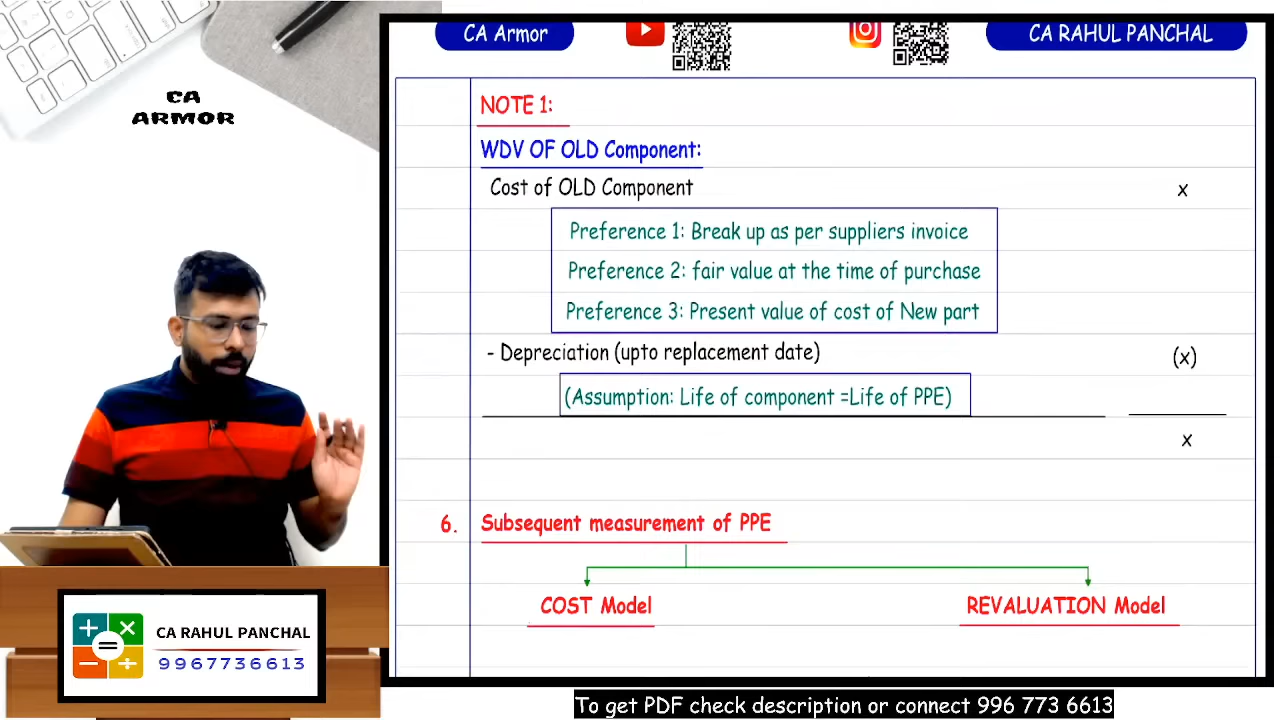 CA
ARMOR
CA RAHUL PANCHAL
9967736613
CA Armor
CA RAHUL PANCHAL
NOTE 1:
WDV OF OLD Component:
Cost of OLD Component x
Preference 1: Break up as per suppliers invoice
Preference 2: fair value at the time of purchase
Preference 3: Present value of cost of New part
- Depreciation (upto replacement date) (x)
(Assumption: Life of component =Life of PPE)
x
6. Subsequent measurement of PPE
COST Model REVALUATION Model
To get PDF check description or connect 996 773 6613